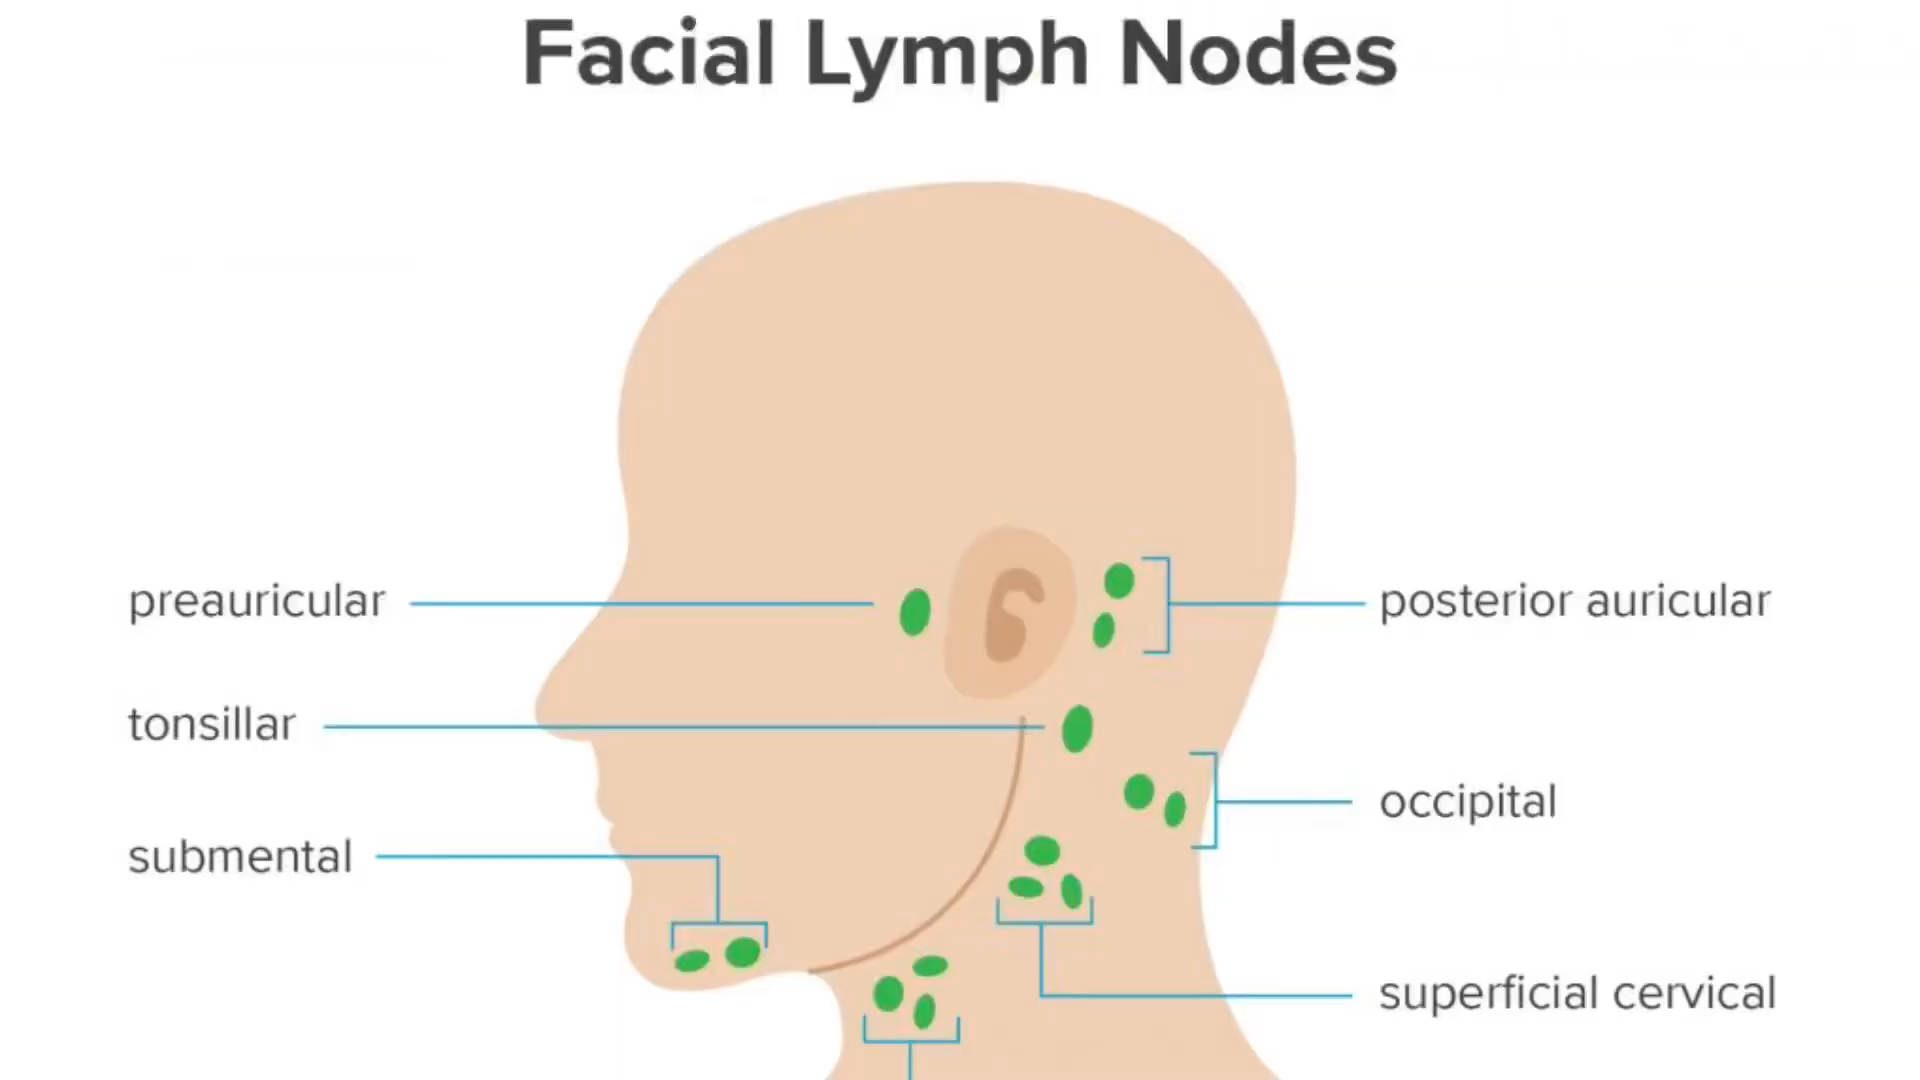 Facial Lymph Nodes
preauricular
posterior auricular
tonsillar
occipital
submental
superficial cervical